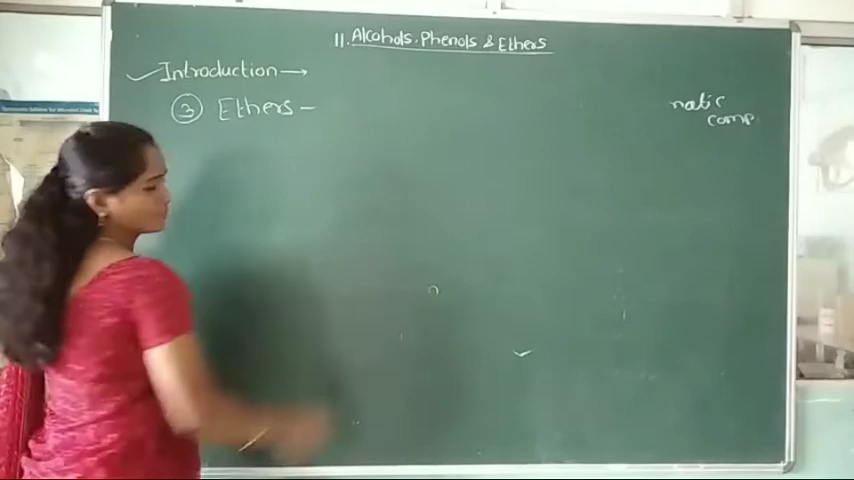 11. Alcohols, Phenols & Ethers
Introduction →
③ Ethers –
natic
comp